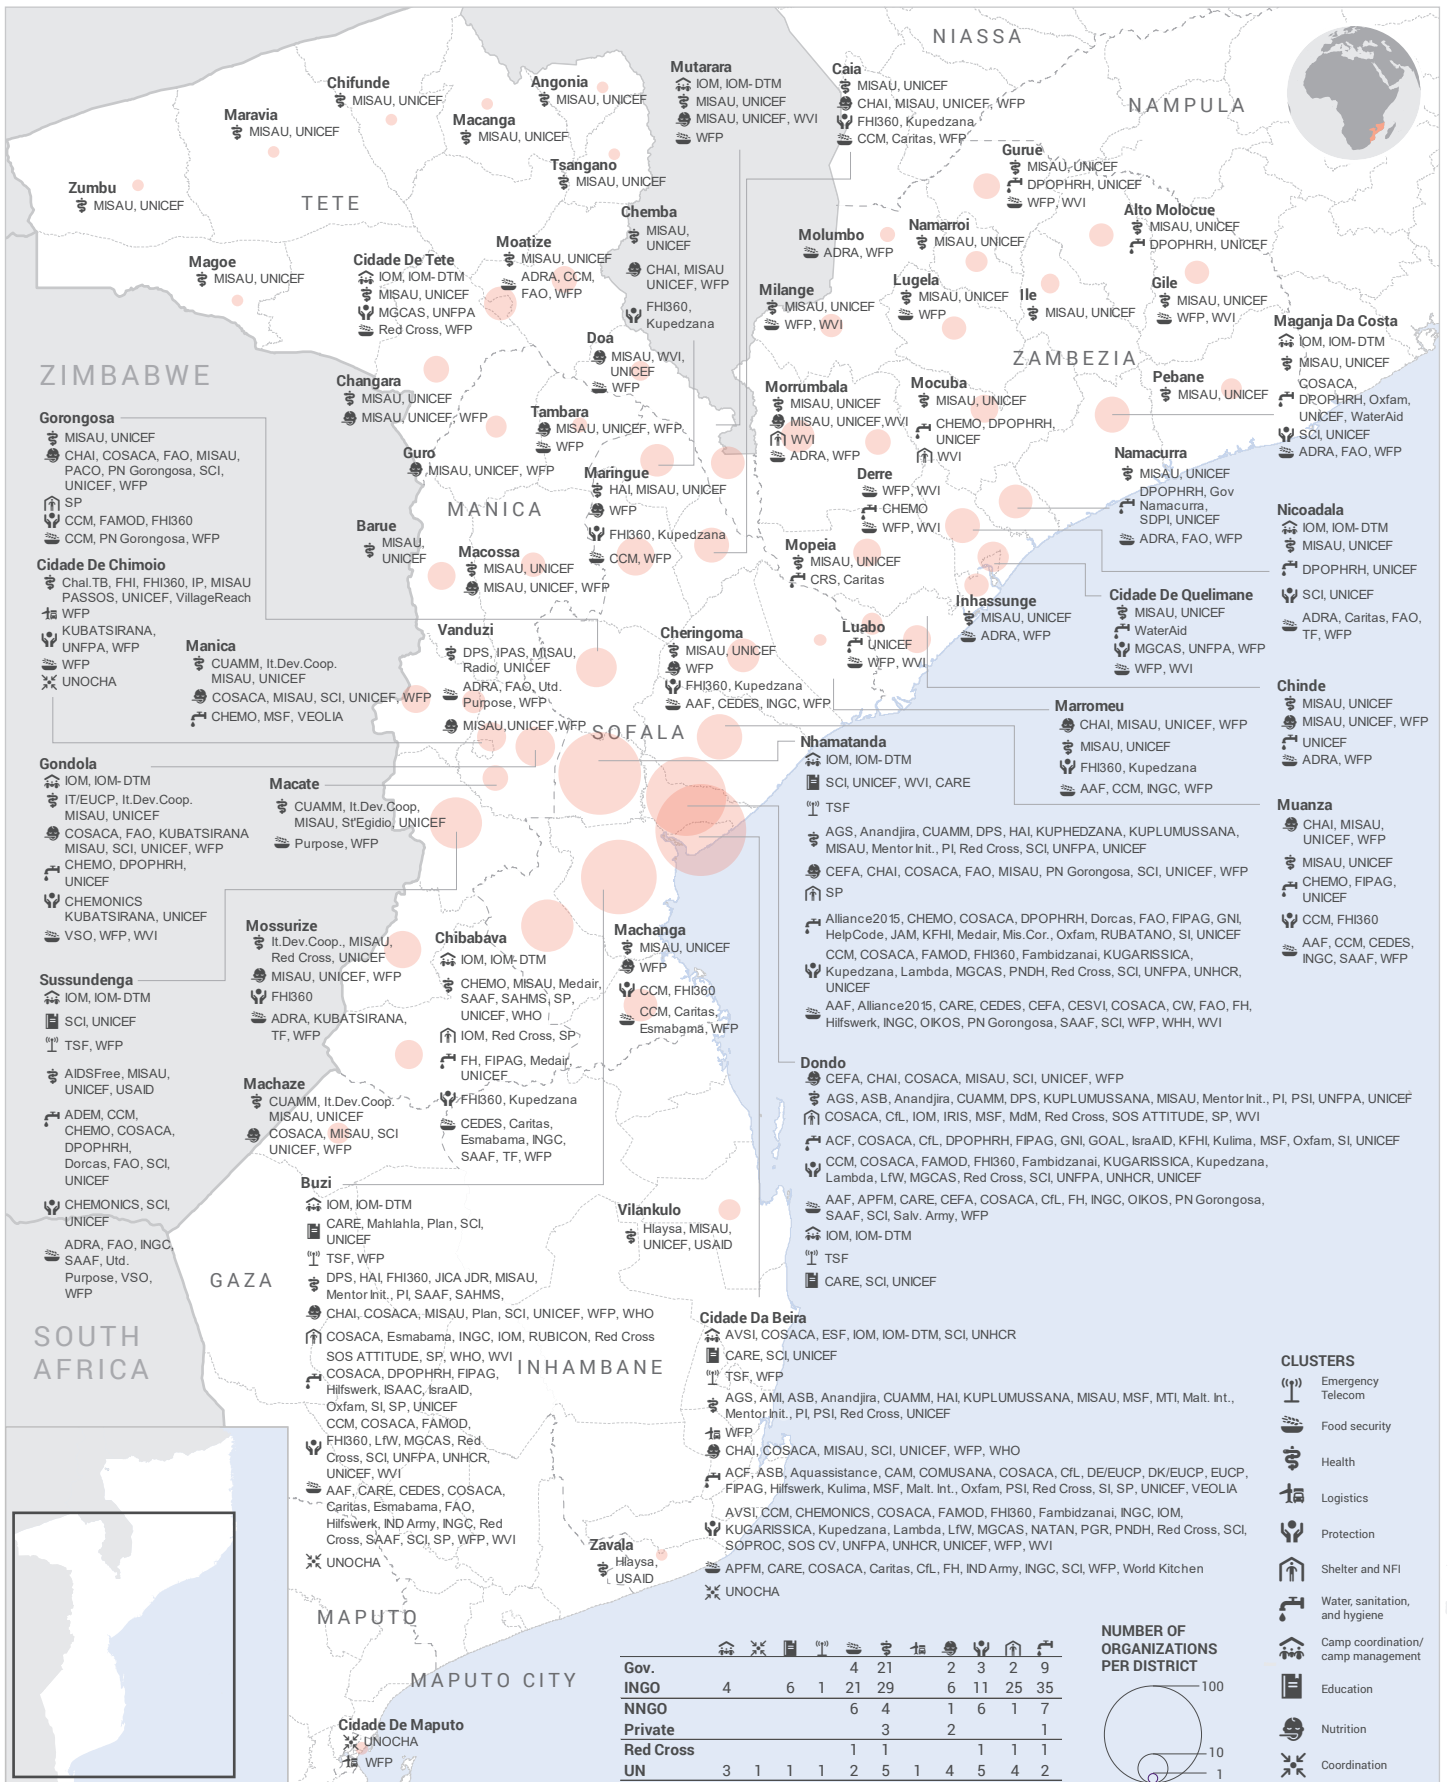 NIASSA
NAMPULA
TETE
ZAMBEZIA
ZIMBABWE
MANICA
SOFALA
GAZA
SOUTH
AFRICA
INHAMBANE
MAPUTO
MAPUTO CITY
Chifunde
MISAU, UNICEF
Angonia
MISAU, UNICEF
Maravia
MISAU, UNICEF
Macanga
MISAU, UNICEF
Tsangano
MISAU, UNICEF
Zumbu
MISAU, UNICEF
Magoe
MISAU, UNICEF
Mutarara
IOM, IOM-DTM
MISAU, UNICEF
MISAU, UNICEF, WVI
WFP
Caia
MISAU, UNICEF
CHAI, MISAU, UNICEF, WFP
FHI360, Kupedzana
CCM, Caritas, WFP
Gurue
MISAU, UNICEF
DPOPHRH, UNICEF
WFP, WVI
Alto Molocue
MISAU, UNICEF
DPOPHRH, UNICEF
Chemba
MISAU,
UNICEF
CHAI, MISAU
UNICEF, WFP
FHI360,
Kupedzana
Moatize
MISAU, UNICEF
ADRA, CCM,
FAO, WFP
Cidade De Tete
IOM, IOM-DTM
MISAU, UNICEF
MGCAS, UNFPA
Red Cross, WFP
Molumbo
ADRA, WFP
Namarroi
MISAU, UNICEF
Lugela
MISAU, UNICEF
WFP
Milange
MISAU, UNICEF
WFP, WVI
Ile
MISAU, UNICEF
Gile
MISAU, UNICEF
WFP, WVI
Maganja Da Costa
IOM, IOM-DTM
MISAU, UNICEF
COSACA,
DPOPHRH, Oxfam,
UNICEF, WaterAid
SCI, UNICEF
ADRA, FAO, WFP
Pebane
MISAU, UNICEF
Doa
MISAU, WVI,
UNICEF
WFP
Changara
MISAU, UNICEF
MISAU, UNICEF, WFP
Tambara
MISAU, UNICEF, WFP
WFP
Morrumbala
MISAU, UNICEF
MISAU, UNICEF,WVI
WVI
ADRA, WFP
Mocuba
MISAU, UNICEF
CHEMO, DPOPHRH,
UNICEF
WVI
Gorongosa
MISAU, UNICEF
CHAI, COSACA, FAO, MISAU,
PACO, PN Gorongosa, SCI,
UNICEF, WFP
SP
CCM, FAMOD, FHI360
CCM, PN Gorongosa, WFP
Guro
MISAU, UNICEF, WFP
Maringue
HAI, MISAU, UNICEF
WFP
FHI360, Kupedzana
CCM, WFP
Derre
WFP, WVI
CHEMO
WFP, WVI
Namacurra
MISAU, UNICEF
DPOPHRH, Gov
Namacurra,
SDPI, UNICEF
ADRA, FAO, WFP
Nicoadala
IOM, IOM-DTM
MISAU, UNICEF
DPOPHRH, UNICEF
SCI, UNICEF
ADRA, Caritas, FAO,
TF, WFP
Barue
MISAU,
UNICEF
Macossa
MISAU, UNICEF
MISAU, UNICEF, WFP
Mopeia
MISAU, UNICEF
CRS, Caritas
Cidade De Chimoio
Chal.TB, FHI, FHI360, IP, MISAU
PASSOS, UNICEF, VillageReach
WFP
KUBATSIRANA,
UNFPA, WFP
WFP
UNOCHA
Manica
CUAMM, It.Dev.Coop.
MISAU, UNICEF
COSACA, MISAU, SCI, UNICEF, WFP
CHEMO, MSF, VEOLIA
Vanduzi
DPS, IPAS, MISAU,
Radio, UNICEF
ADRA, FAO, Utd.
Purpose, WFP
MISAU,UNICEF,WFP
Cheringoma
MISAU, UNICEF
WFP
FHI360, Kupedzana
AAF, CEDES, INGC, WFP
Luabo
UNICEF
WFP, WVI
Inhassunge
MISAU, UNICEF
ADRA, WFP
Cidade De Quelimane
MISAU, UNICEF
WaterAid
MGCAS, UNFPA, WFP
WFP, WVI
Chinde
MISAU, UNICEF
MISAU, UNICEF, WFP
UNICEF
ADRA, WFP
Marromeu
CHAI, MISAU, UNICEF, WFP
MISAU, UNICEF
FHI360, Kupedzana
AAF, CCM, INGC, WFP
Muanza
CHAI, MISAU,
UNICEF, WFP
MISAU, UNICEF
CHEMO, FIPAG,
UNICEF
CCM, FHI360
AAF, CCM, CEDES,
INGC, SAAF, WFP
Gondola
IOM, IOM-DTM
IT/EUCP, It.Dev.Coop.
MISAU, UNICEF
COSACA, FAO, KUBATSIRANA
MISAU, SCI, UNICEF, WFP
CHEMO, DPOPHRH,
UNICEF
CHEMONICS
KUBATSIRANA, UNICEF
VSO, WFP, WVI
Macate
CUAMM, It.Dev.Coop,
MISAU, St'Egidio, UNICEF
Purpose, WFP
Nhamatanda
IOM, IOM-DTM
SCI, UNICEF, WVI, CARE
TSF
AGS, Anandjira, CUAMM, DPS, HAI, KUPHEDZANA, KUPLUMUSSANA,
MISAU, Mentor Init., PI, Red Cross, SCI, UNFPA, UNICEF
CEFA, CHAI, COSACA, FAO, MISAU, PN Gorongosa, SCI, UNICEF, WFP
SP
Alliance2015, CHEMO, COSACA, DPOPHRH, Dorcas, FAO, FIPAG, GNI,
HelpCode, JAM, KFHI, Medair, Mis.Cor., Oxfam, RUBATANO, SI, UNICEF
CCM, COSACA, FAMOD, FHI360, Fambidzanai, KUGARISSICA,
Kupedzana, Lambda, MGCAS, PNDH, Red Cross, SCI, UNFPA, UNHCR,
UNICEF
AAF, Alliance2015, CARE, CEDES, CEFA, CESVI, COSACA, CW, FAO, FH,
Hilfswerk, INGC, OIKOS, PN Gorongosa, SAAF, SCI, WFP, WHH, WVI
Mossurize
It.Dev.Coop., MISAU,
Red Cross, UNICEF
MISAU, UNICEF, WFP
FHI360
ADRA, KUBATSIRANA,
TF, WFP
Chibabava
IOM, IOM-DTM
CHEMO, MISAU, Medair,
SAAF, SAHMS, SP,
UNICEF, WHO
IOM, Red Cross, SP
FH, FIPAG, Medair,
UNICEF
FHI360, Kupedzana
CEDES, Caritas,
Esmabama, INGC,
SAAF, TF, WFP
Machanga
MISAU, UNICEF
WFP
CCM, FHI360
CCM, Caritas,
Esmabama, WFP
Sussundenga
IOM, IOM-DTM
SCI, UNICEF
TSF, WFP
AIDSFree, MISAU,
UNICEF, USAID
ADEM, CCM,
CHEMO, COSACA,
DPOPHRH,
Dorcas, FAO, SCI,
UNICEF
CHEMONICS, SCI,
UNICEF
ADRA, FAO, INGC,
SAAF, Utd.
Purpose, VSO,
WFP
Machaze
CUAMM, It.Dev.Coop.
MISAU, UNICEF
COSACA, MISAU, SCI
UNICEF, WFP
Dondo
CEFA, CHAI, COSACA, MISAU, SCI, UNICEF, WFP
AGS, ASB, Anandjira, CUAMM, DPS, KUPLUMUSSANA, MISAU, Mentor Init., PI, PSI, UNFPA, UNICEF
COSACA, CfL, IOM, IRIS, MSF, MdM, Red Cross, SOS ATTITUDE, SP, WVI
ACF, COSACA, CfL, DPOPHRH, FIPAG, GNI, GOAL, IsraAID, KFHI, Kulima, MSF, Oxfam, SI, UNICEF
CCM, COSACA, FAMOD, FHI360, Fambidzanai, KUGARISSICA, Kupedzana,
Lambda, LfW, MGCAS, Red Cross, SCI, UNFPA, UNHCR, UNICEF
AAF, APFM, CARE, CEFA, COSACA, CfL, FH, INGC, OIKOS, PN Gorongosa,
SAAF, SCI, Salv. Army, WFP
IOM, IOM-DTM
TSF
CARE, SCI, UNICEF
Buzi
IOM, IOM-DTM
CARE, Mahlahla, Plan, SCI,
UNICEF
TSF, WFP
DPS, HAI, FHI360, JICA JDR, MISAU,
Mentor Init., PI, SAAF, SAHMS,
CHAI, COSACA, MISAU, Plan, SCI, UNICEF, WFP, WHO
COSACA, Esmabama, INGC, IOM, RUBICON, Red Cross
SOS ATTITUDE, SP, WHO, WVI
COSACA, DPOPHRH, FIPAG,
Hilfswerk, ISAAC, IsraAID,
Oxfam, SI, SP, UNICEF
CCM, COSACA, FAMOD,
FHI360, LfW, MGCAS, Red
Cross, SCI, UNFPA, UNHCR,
UNICEF, WVI
AAF, CARE, CEDES, COSACA,
Caritas, Esmabama, FAO,
Hilfswerk, IND Army, INGC, Red
Cross, SAAF, SCI, SP, WFP, WVI
UNOCHA
Vilankulo
Hlaysa, MISAU,
UNICEF, USAID
Cidade Da Beira
AVSI, COSACA, ESF, IOM, IOM-DTM, SCI, UNHCR
CARE, SCI, UNICEF
TSF, WFP
AGS, AMI, ASB, Anandjira, CUAMM, HAI, KUPLUMUSSANA, MISAU, MSF, MTI, Malt. Int.,
Mentor Init., PI, PSI, Red Cross, UNICEF
WFP
CHAI, COSACA, MISAU, SCI, UNICEF, WFP, WHO
ACF, ASB, Aquassistance, CAM, COMUSANA, COSACA, CfL, DE/EUCP, DK/EUCP, EUCP,
FIPAG, Hilfswerk, Kulima, MSF, Malt. Int., Oxfam, PSI, Red Cross, SI, SP, UNICEF, VEOLIA
AVSI, CCM, CHEMONICS, COSACA, FAMOD, FHI360, Fambidzanai, INGC, IOM,
KUGARISSICA, Kupedzana, Lambda, LfW, MGCAS, NATAN, PGR, PNDH, Red Cross, SCI,
SOPROC, SOS CV, UNFPA, UNHCR, UNICEF, WFP, WVI
APFM, CARE, COSACA, Caritas, CfL, FH, IND Army, INGC, SCI, WFP, World Kitchen
UNOCHA
Zavala
Hlaysa,
USAID
Cidade De Maputo
UNOCHA
WFP
Gov. 4 21 2 3 2 9
INGO 4 6 1 21 29 6 11 25 35
NNGO 6 4 1 6 1 7
Private 3 2 1
Red Cross 1 1 1 1 1
UN 3 1 1 1 2 5 1 4 5 4 2
NUMBER OF
ORGANIZATIONS
PER DISTRICT
100
10
1
CLUSTERS
Emergency
Telecom
Food security
Health
Logistics
Protection
Shelter and NFI
Water, sanitation,
and hygiene
Camp coordination/
camp management
Education
Nutrition
Coordination